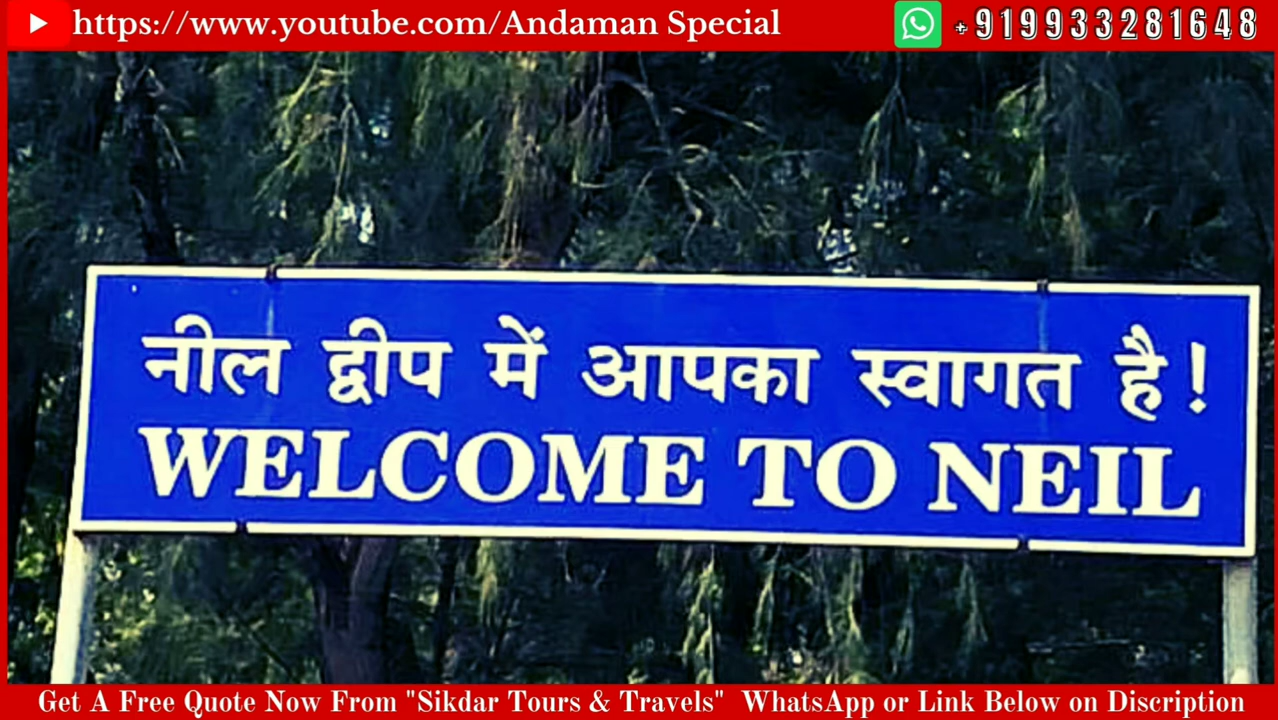 https://www.youtube.com/Andaman Special
+919933281648
नील द्वीप में आपका स्वागत है!
WELCOME TO NEIL
Get A Free Quote Now From "Sikdar Tours & Travels" WhatsApp or Link Below on Discription